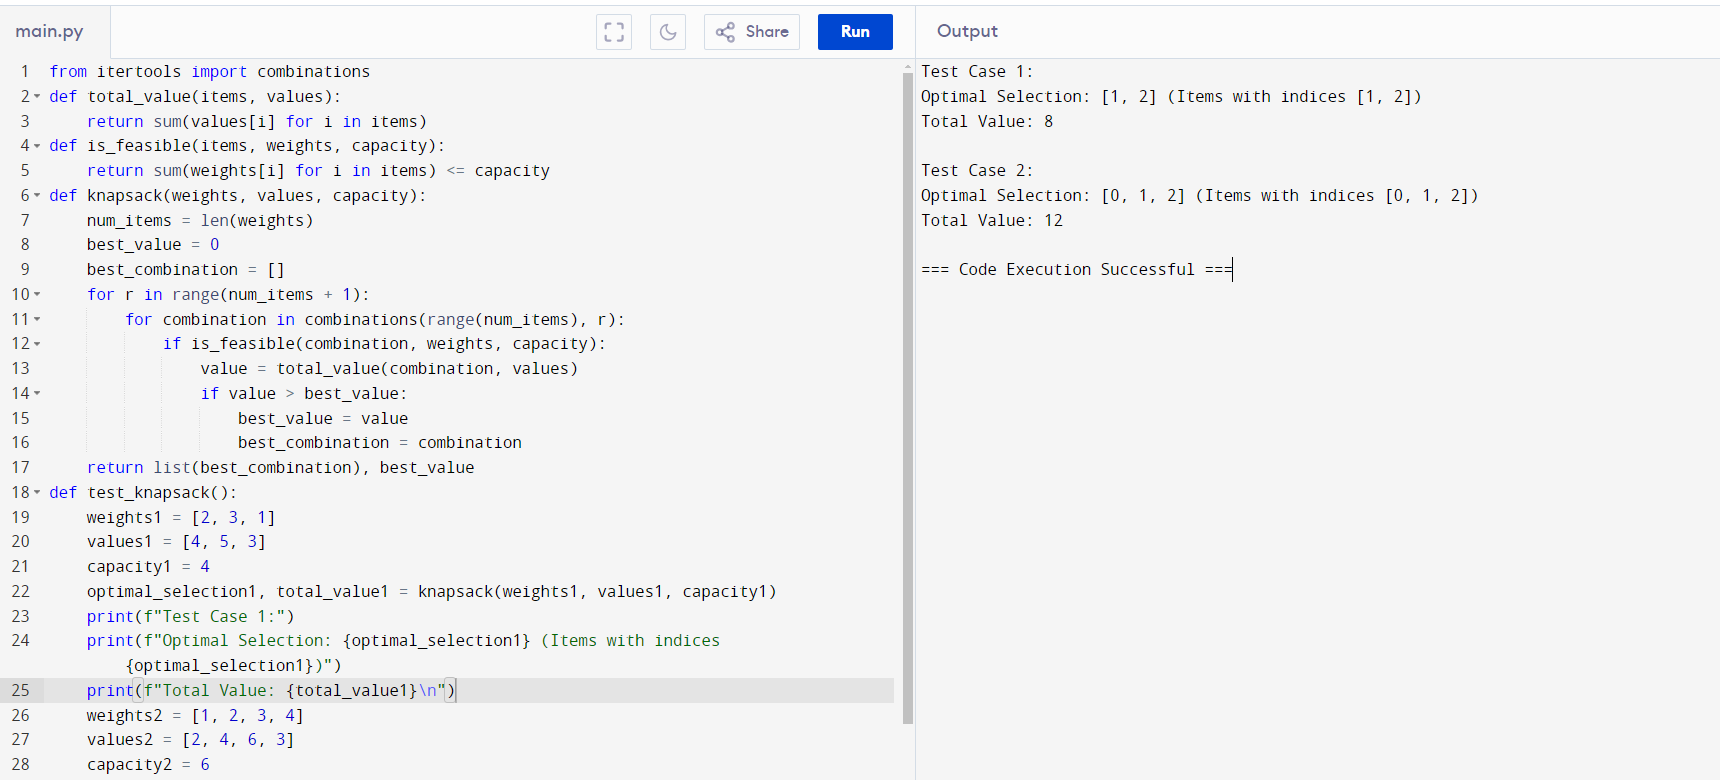 main.py
Share
Run
Output
1 from itertools import combinations
2 def total_value(items, values):
3     return sum(values[i] for i in items)
4 def is_feasible(items, weights, capacity):
5     return sum(weights[i] for i in items) <= capacity
6 def knapsack(weights, values, capacity):
7     num_items = len(weights)
8     best_value = 0
9     best_combination = []
10     for r in range(num_items + 1):
11         for combination in combinations(range(num_items), r):
12             if is_feasible(combination, weights, capacity):
13                 value = total_value(combination, values)
14                 if value > best_value:
15                     best_value = value
16                     best_combination = combination
17     return list(best_combination), best_value
18 def test_knapsack():
19     weights1 = [2, 3, 1]
20     values1 = [4, 5, 3]
21     capacity1 = 4
22     optimal_selection1, total_value1 = knapsack(weights1, values1, capacity1)
23     print(f"Test Case 1:")
24     print(f"Optimal Selection: {optimal_selection1} (Items with indices
        {optimal_selection1})")
25     print(f"Total Value: {total_value1}\n")
26     weights2 = [1, 2, 3, 4]
27     values2 = [2, 4, 6, 3]
28     capacity2 = 6
Test Case 1:
Optimal Selection: [1, 2] (Items with indices [1, 2])
Total Value: 8
Test Case 2:
Optimal Selection: [0, 1, 2] (Items with indices [0, 1, 2])
Total Value: 12
=== Code Execution Successful ===